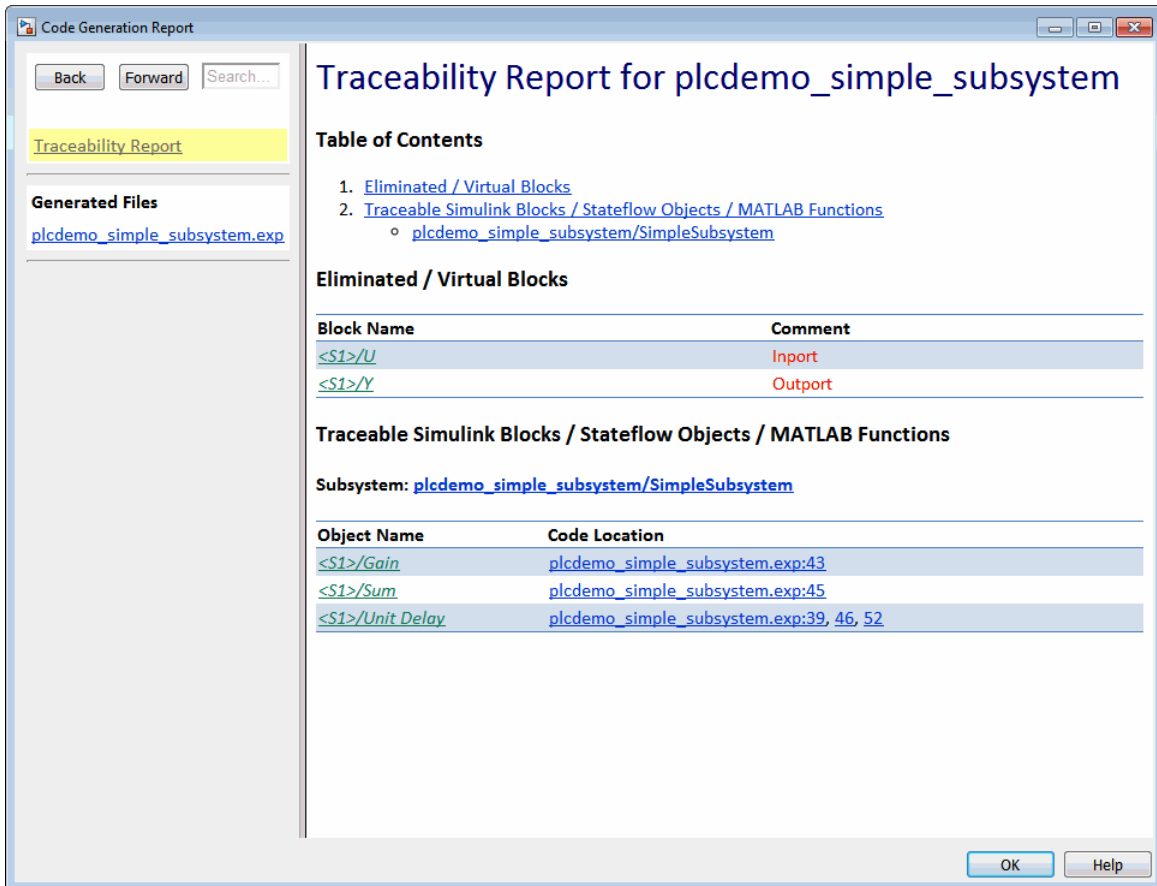 Code Generation Report
Back Forward Search...
Traceability Report
Generated Files
plcdemo_simple_subsystem.exp
Traceability Report for plcdemo_simple_subsystem
Table of Contents
1. Eliminated / Virtual Blocks
2. Traceable Simulink Blocks / Stateflow Objects / MATLAB Functions
plcdemo_simple_subsystem/SimpleSubsystem
Eliminated / Virtual Blocks
Block Name Comment
<S1>/U Inport
<S1>/Y Outport
Traceable Simulink Blocks / Stateflow Objects / MATLAB Functions
Subsystem: plcdemo_simple_subsystem/SimpleSubsystem
Object Name Code Location
<S1>/Gain plcdemo_simple_subsystem.exp:43
<S1>/Sum plcdemo_simple_subsystem.exp:45
<S1>/Unit Delay plcdemo_simple_subsystem.exp:39, 46, 52
OK Help